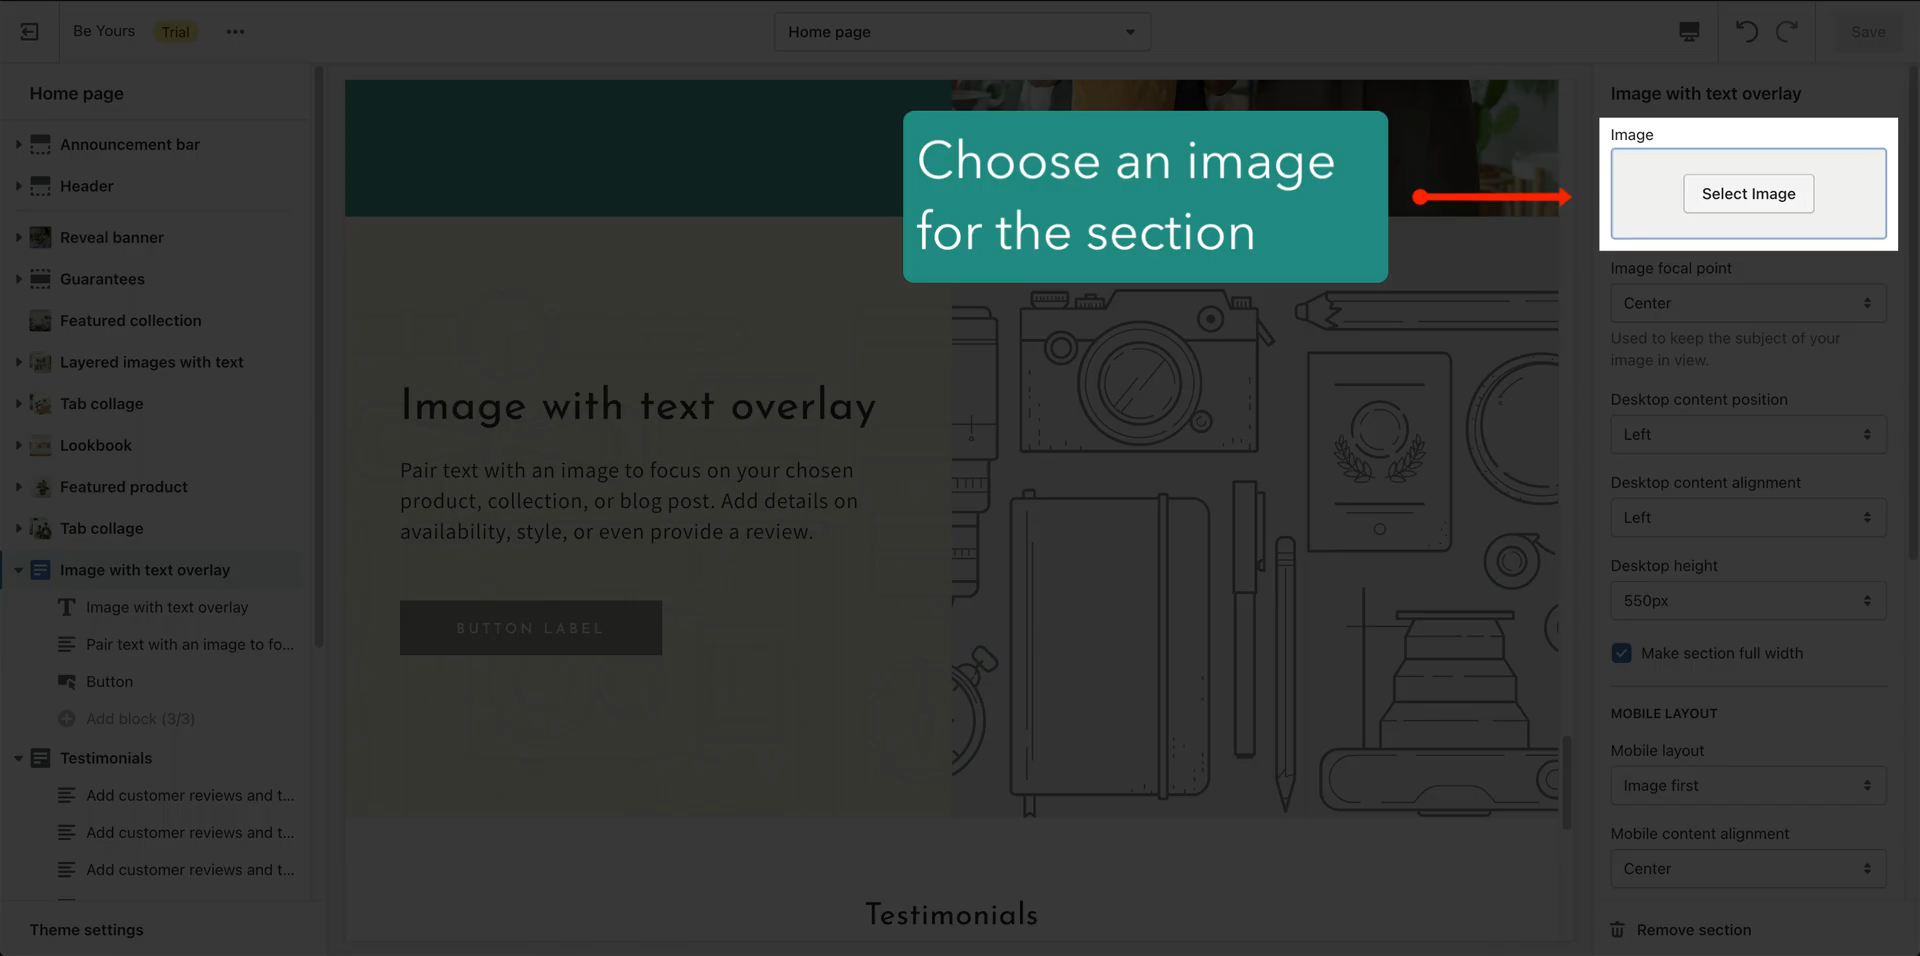 Be Yours
Trial
Home page
Save
Home page
Announcement bar
Header
Reveal banner
Guarantees
Featured collection
Layered images with text
Tab collage
Lookbook
Featured product
Tab collage
Image with text overlay
Image with text overlay
Pair text with an image to fo...
Button
Add block (3/3)
Testimonials
Add customer reviews and t...
Add customer reviews and t...
Add customer reviews and t...
Theme settings
Choose an image
for the section
Image with text overlay
Pair text with an image to focus on your chosen
product, collection, or blog post. Add details on
availability, style, or even provide a review.
BUTTON LABEL
Testimonials
Image with text overlay
Image
Select Image
Image focal point
Center
Used to keep the subject of your
image in view.
Desktop content position
Left
Desktop content alignment
Left
Desktop height
550px
Make section full width
MOBILE LAYOUT
Mobile layout
Image first
Mobile content alignment
Center
Remove section